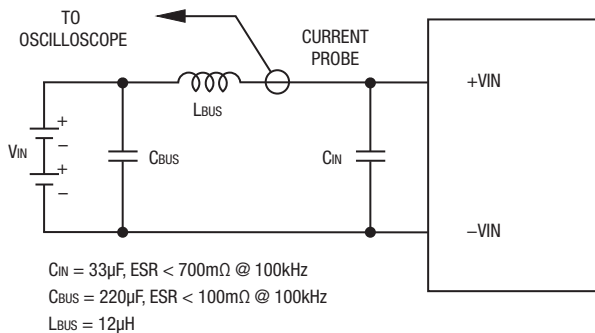 TO
OSCILLOSCOPE
CURRENT
PROBE
+VIN
LBUS
+
VIN
–
+
–
CBUS
CIN
–VIN
CIN = 33µF, ESR < 700mΩ @ 100kHz
CBUS = 220µF, ESR < 100mΩ @ 100kHz
LBUS = 12µH